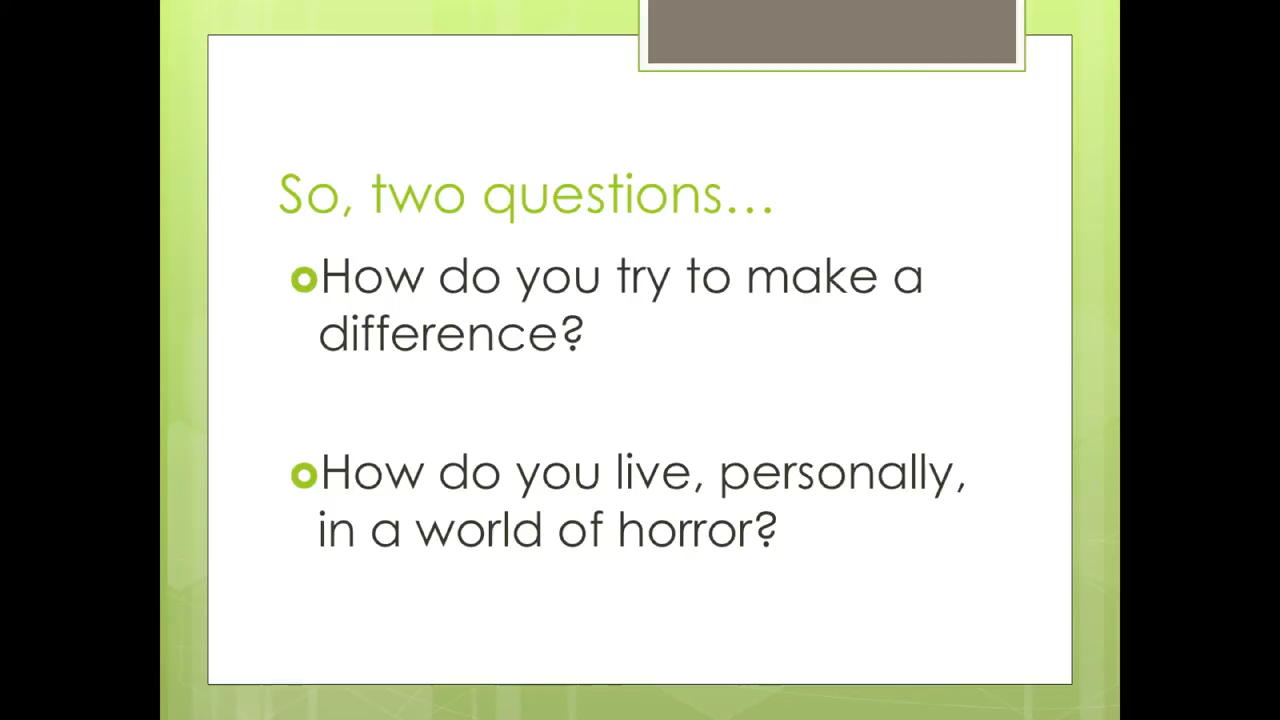 So, two questions…
How do you try to make a
difference?
How do you live, personally,
in a world of horror?